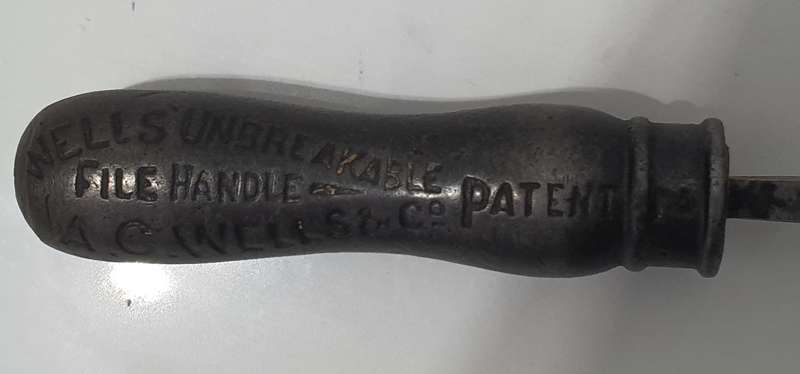 WELLS' UNBREAKABLE
FILE HANDLE
A.C. WELLS & Co
PATENT